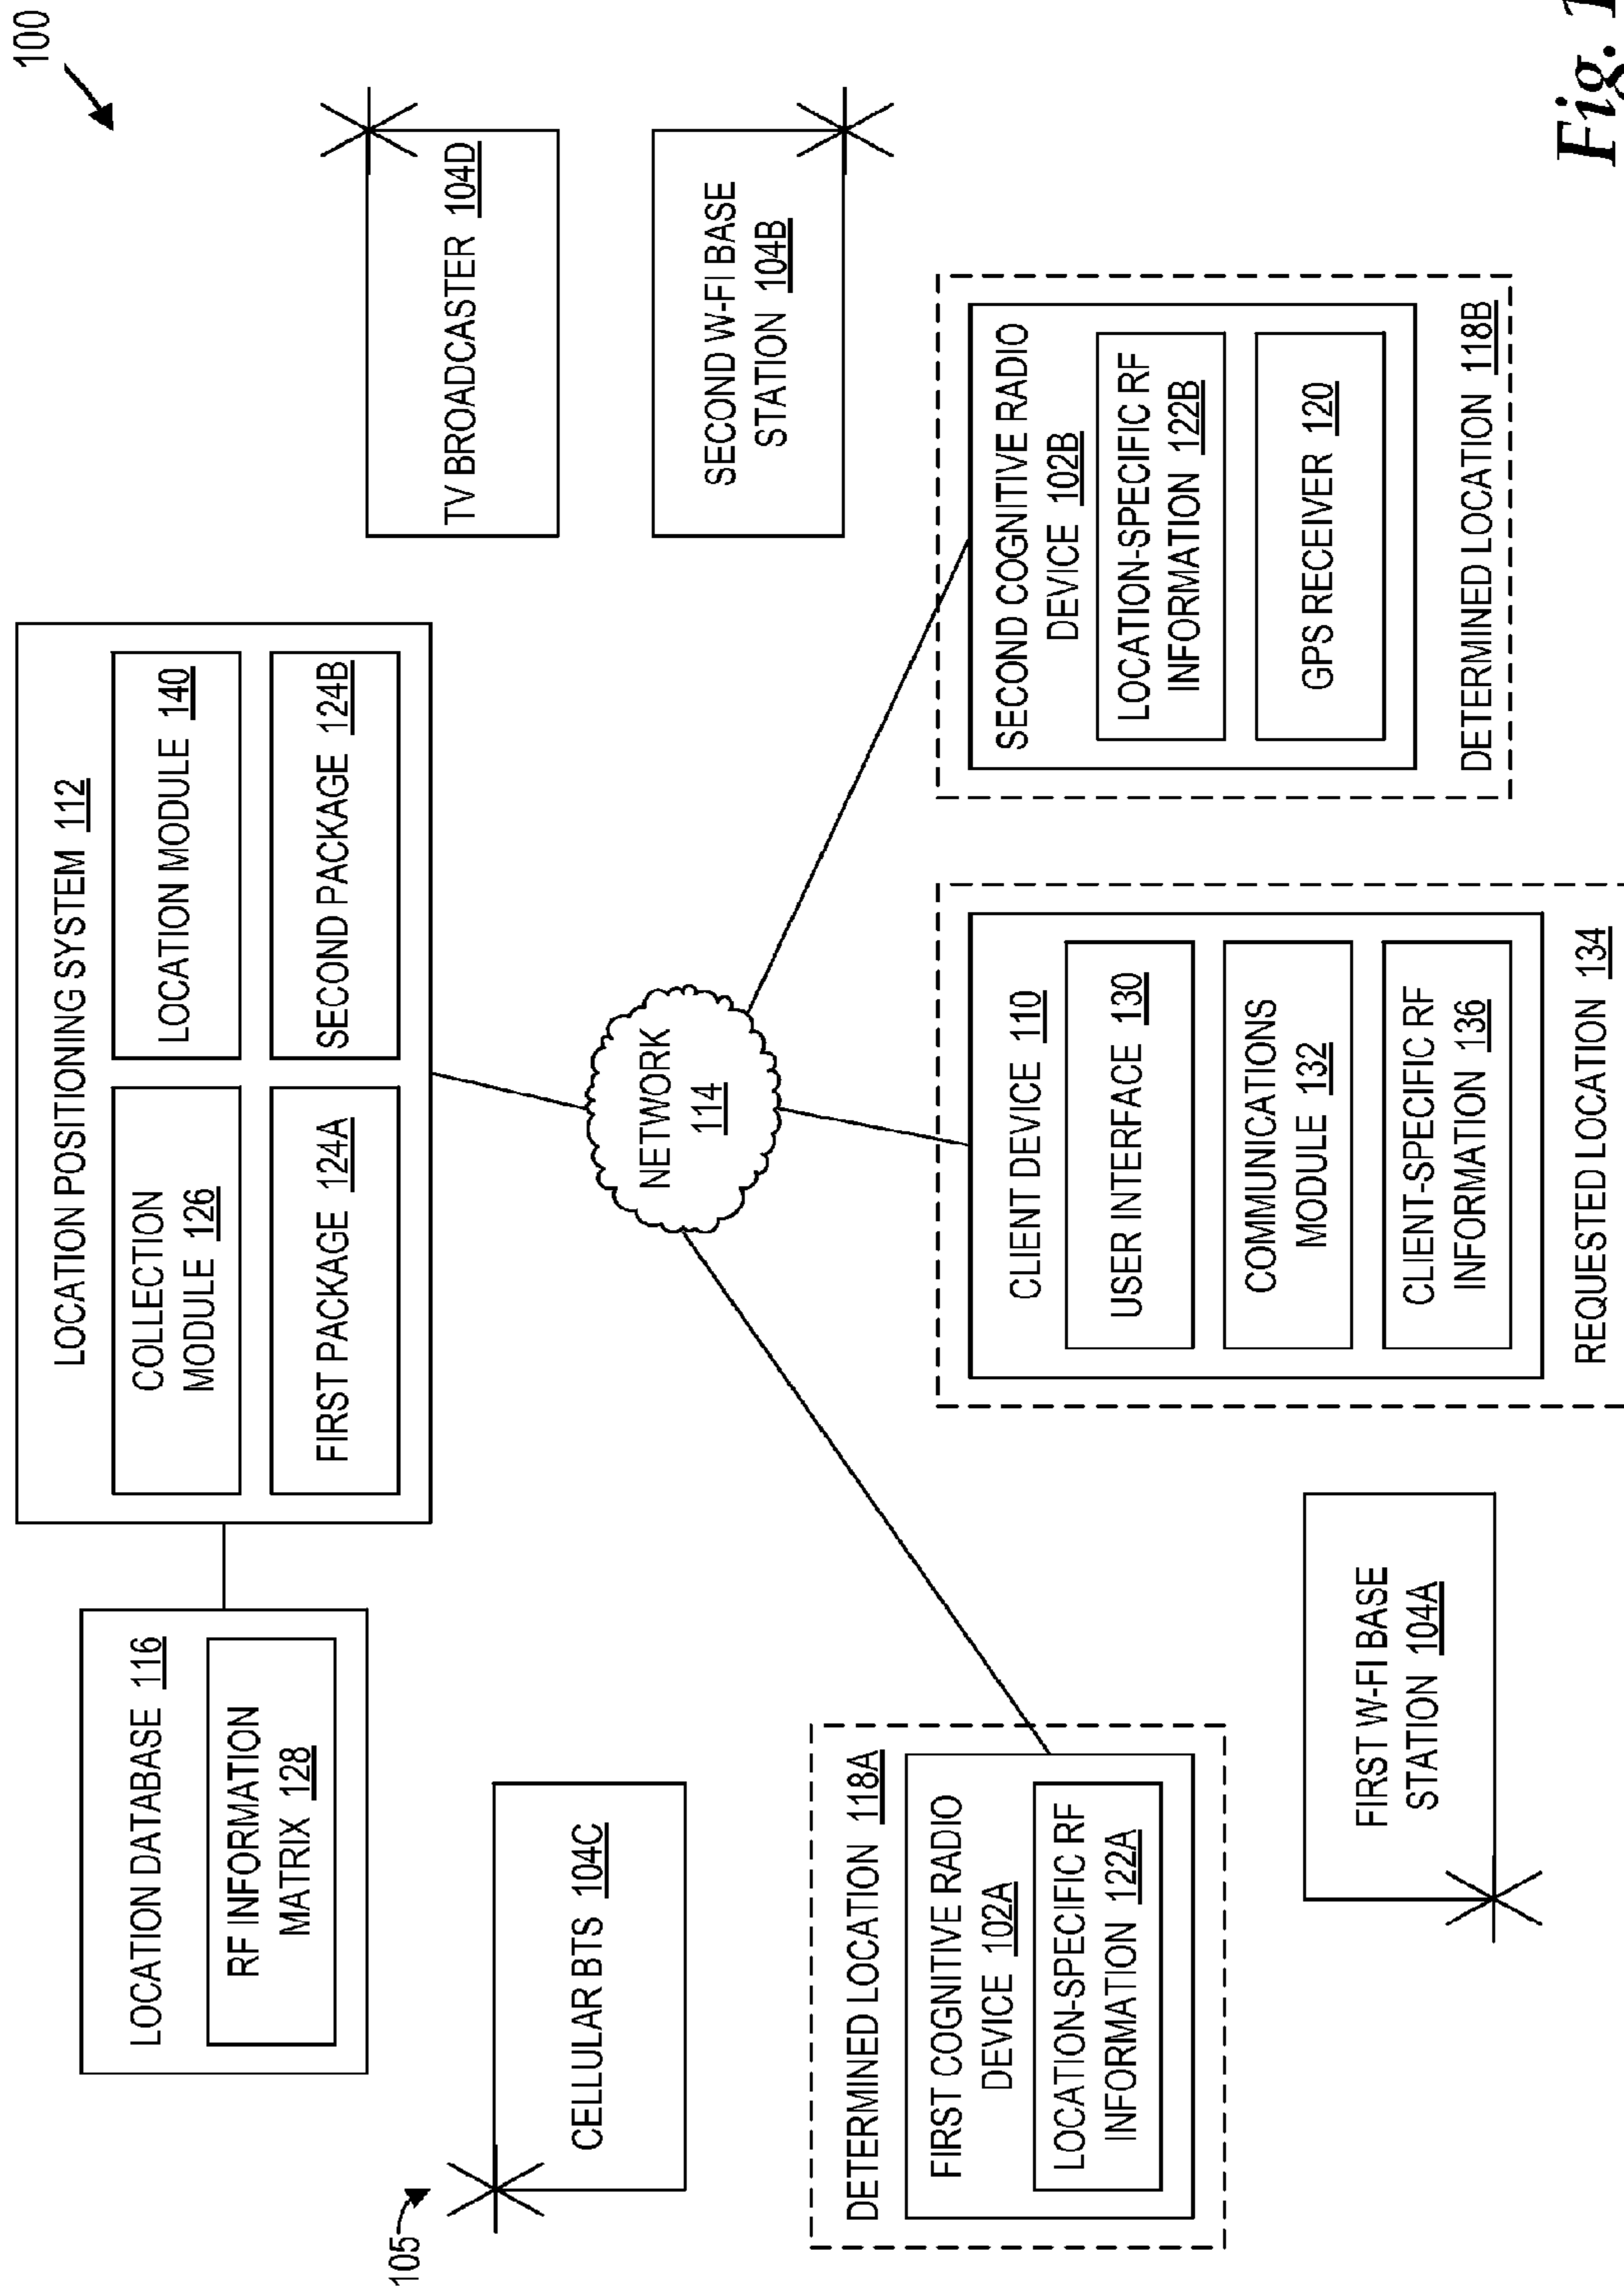 100
LOCATION POSITIONING SYSTEM 112
COLLECTION
MODULE 126
LOCATION MODULE 140
FIRST PACKAGE 124A
SECOND PACKAGE 124B
LOCATION DATABASE 116
RF INFORMATION
MATRIX 128
TV BROADCASTER 104D
105
CELLULAR BTS 104C
NETWORK
114
SECOND W-FI BASE
STATION 104B
DETERMINED LOCATION 118A
FIRST COGNITIVE RADIO
DEVICE 102A
LOCATION-SPECIFIC RF
INFORMATION 122A
CLIENT DEVICE 110
USER INTERFACE 130
COMMUNICATIONS
MODULE 132
CLIENT-SPECIFIC RF
INFORMATION 136
REQUESTED LOCATION 134
SECOND COGNITIVE RADIO
DEVICE 102B
LOCATION-SPECIFIC RF
INFORMATION 122B
GPS RECEIVER 120
DETERMINED LOCATION 118B
FIRST W-FI BASE
STATION 104A
Fig. 1